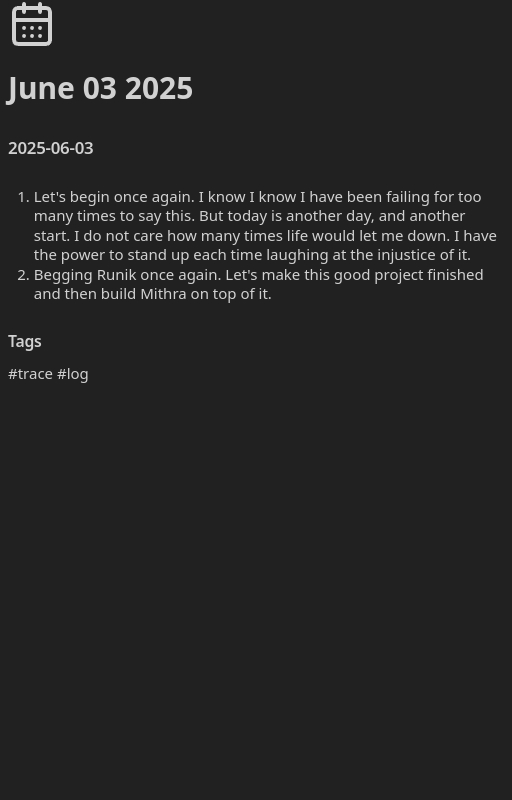 June 03 2025
2025-06-03
1. Let's begin once again. I know I know I have been failing for too
many times to say this. But today is another day, and another
start. I do not care how many times life would let me down. I have
the power to stand up each time laughing at the injustice of it.
2. Begging Runik once again. Let's make this good project finished
and then build Mithra on top of it.
Tags
#trace #log